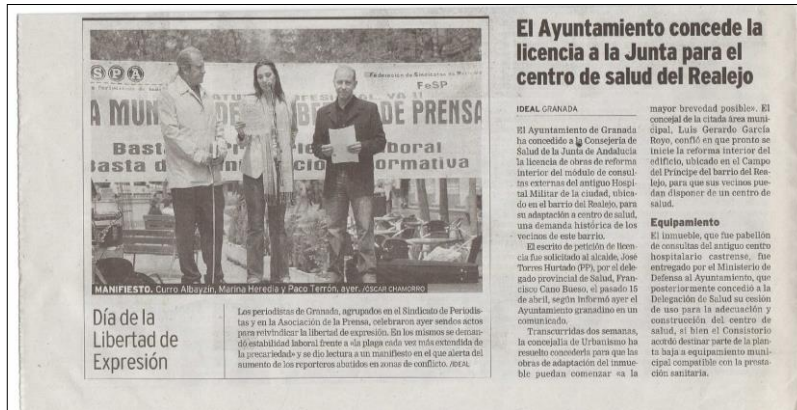 SPA
Federación de Sindicatos de
FeSP
A MUN DE DE PRENSA
Basta oral
Basta d ormativa
MANIFIESTO. Curro Albayzín, Marina Heredia y Paco Terrón, ayer. /ÓSCAR CHAMORRO
Día de la
Libertad de
Expresión
Los periodistas de Granada, agrupados en el Sindicato de Periodis-
tas y en la Asociación de la Prensa, celebraron ayer sendos actos
para reivindicar la libertad de expresión. En los mismos se deman-
dó estabilidad laboral frente a «la plaga cada vez más extendida de
la precariedad» y se dio lectura a un manifiesto en el que alerta del
aumento de los reporteros abatidos en zonas de conflicto. /IDEAL
El Ayuntamiento concede la
licencia a la Junta para el
centro de salud del Realejo
IDEAL GRANADA
El Ayuntamiento de Granada
ha concedido a la Consejería de
Salud de la Junta de Andalucía
la licencia de obras de reforma
interior del módulo de consul-
tas externas del antiguo Hospi-
tal Militar de la ciudad, ubica-
do en el barrio del Realejo, para
su adaptación a centro de salud,
una demanda histórica de los
vecinos de este barrio.
El escrito de petición de licen-
cia fue solicitado al alcalde, José
Torres Hurtado (PP), por el dele-
gado provincial de Salud, Fran-
cisco Cano Bueso, el pasado 15
de abril, según informó ayer el
Ayuntamiento granadino en un
comunicado.
Transcurridas dos semanas,
la concejalía de Urbanismo ha
resuelto concederla para que las
obras de adaptación del inmue-
ble puedan comenzar «a la
mayor brevedad posible». El
concejal de la citada área muni-
cipal, Luis Gerardo García
Royo, confió en que pronto se
inicie la reforma interior del
edificio, ubicado en el Campo
del Príncipe del barrio del Rea-
lejo, para que sus vecinos pue-
dan disponer de un centro de
salud.
Equipamiento
El inmueble, que fue pabellón
de consultas del antiguo centro
hospitalario castrense, fue
entregado por el Ministerio de
Defensa al Ayuntamiento, que
posteriormente concedió a la
Delegación de Salud su cesión
de uso para la adecuación y
construcción del centro de
salud, si bien el Consistorio
acordó destinar parte de la plan-
ta baja a equipamiento muni-
cipal compatible con la presta-
ción sanitaria.